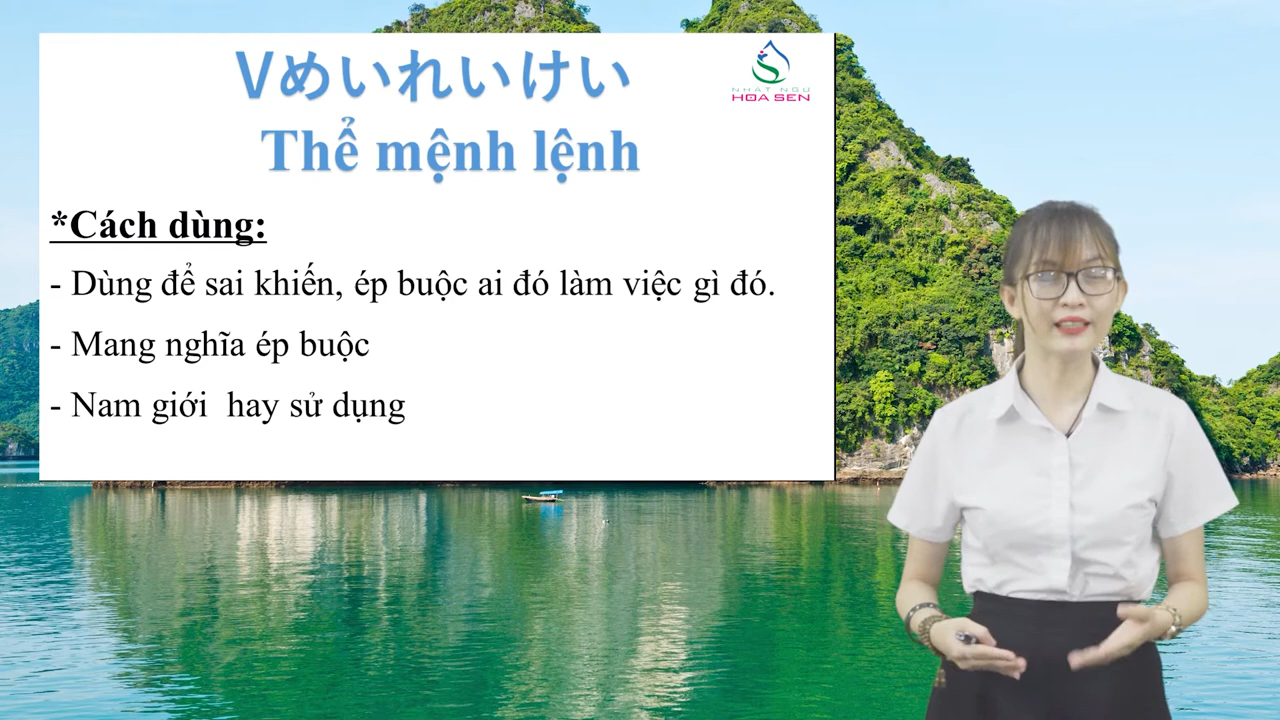 Vめいれいけい
NHẬT NGỮ
HOA SEN
Thể mệnh lệnh
*Cách dùng:
- Dùng để sai khiến, ép buộc ai đó làm việc gì đó.
- Mang nghĩa ép buộc
- Nam giới hay sử dụng